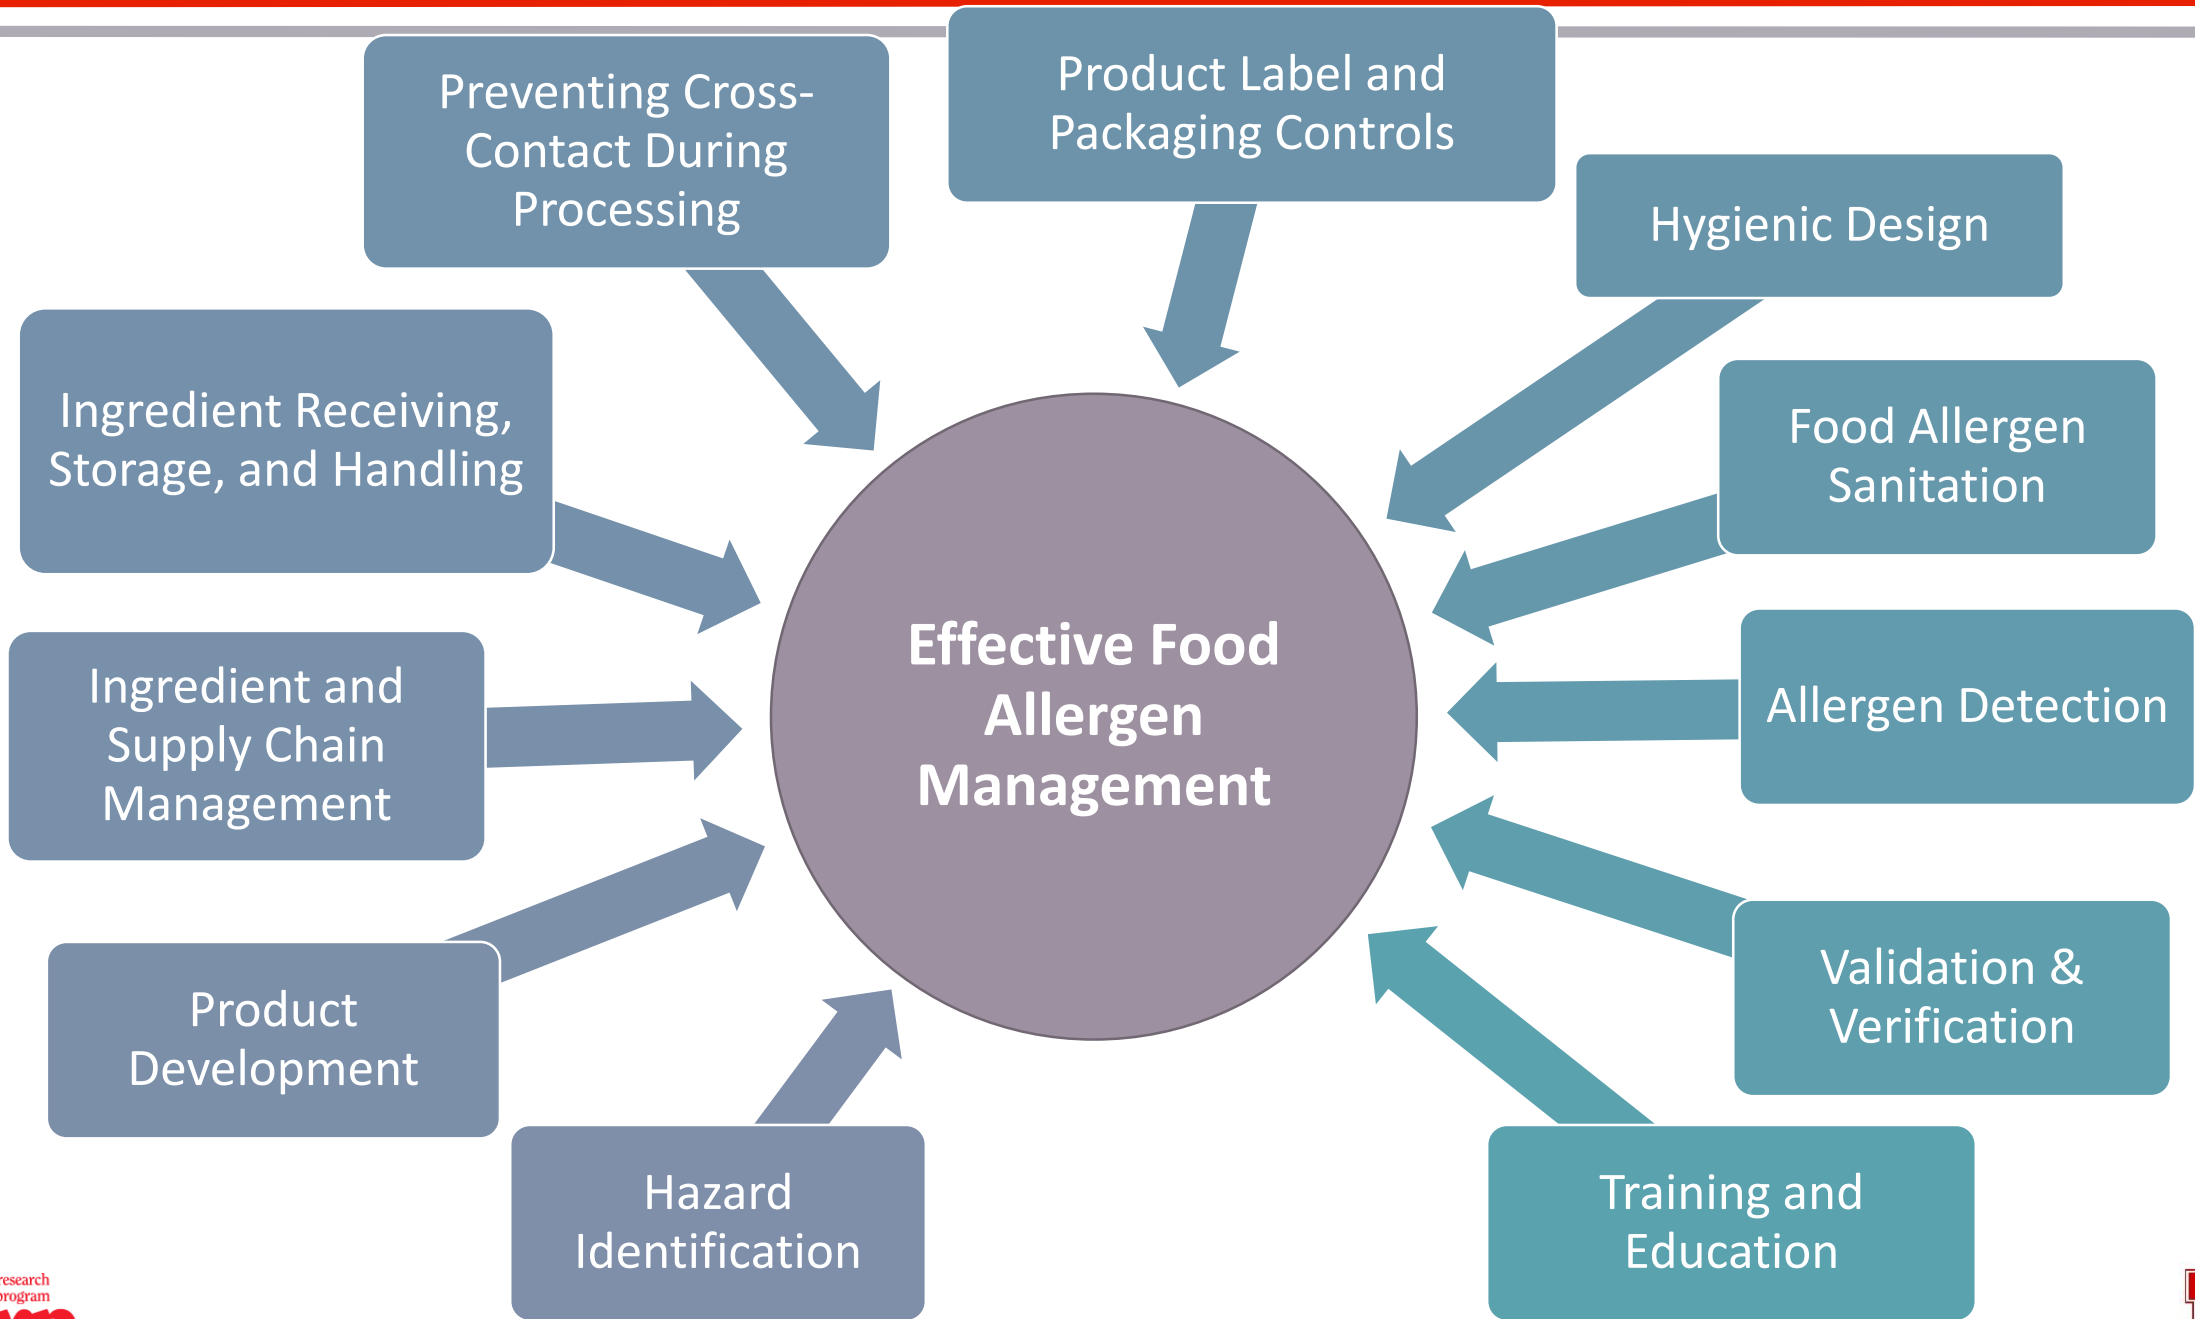 Preventing Cross-
Contact During
Processing
Product Label and
Packaging Controls
Hygienic Design
Ingredient Receiving,
Storage, and Handling
Food Allergen
Sanitation
Effective Food
Allergen
Management
Ingredient and
Supply Chain
Management
Allergen Detection
Product
Development
Validation &
Verification
Hazard
Identification
Training and
Education
research
program